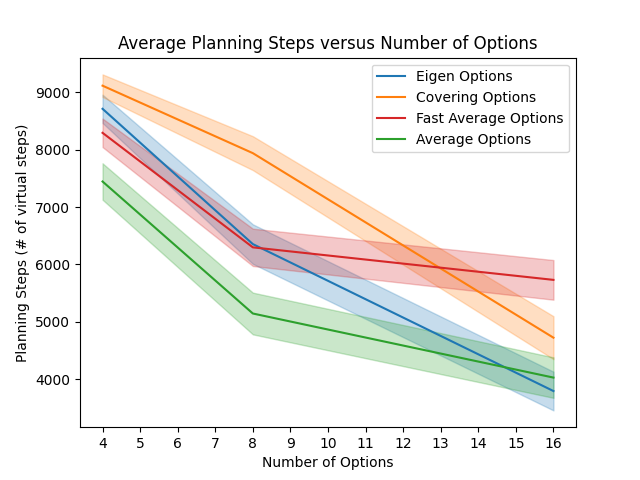 Average Planning Steps versus Number of Options
Planning Steps (# of virtual steps)
9000
8000
7000
6000
5000
4000
Eigen Options
Covering Options
Fast Average Options
Average Options
4 5 6 7 8 9 10 11 12 13 14 15 16
Number of Options